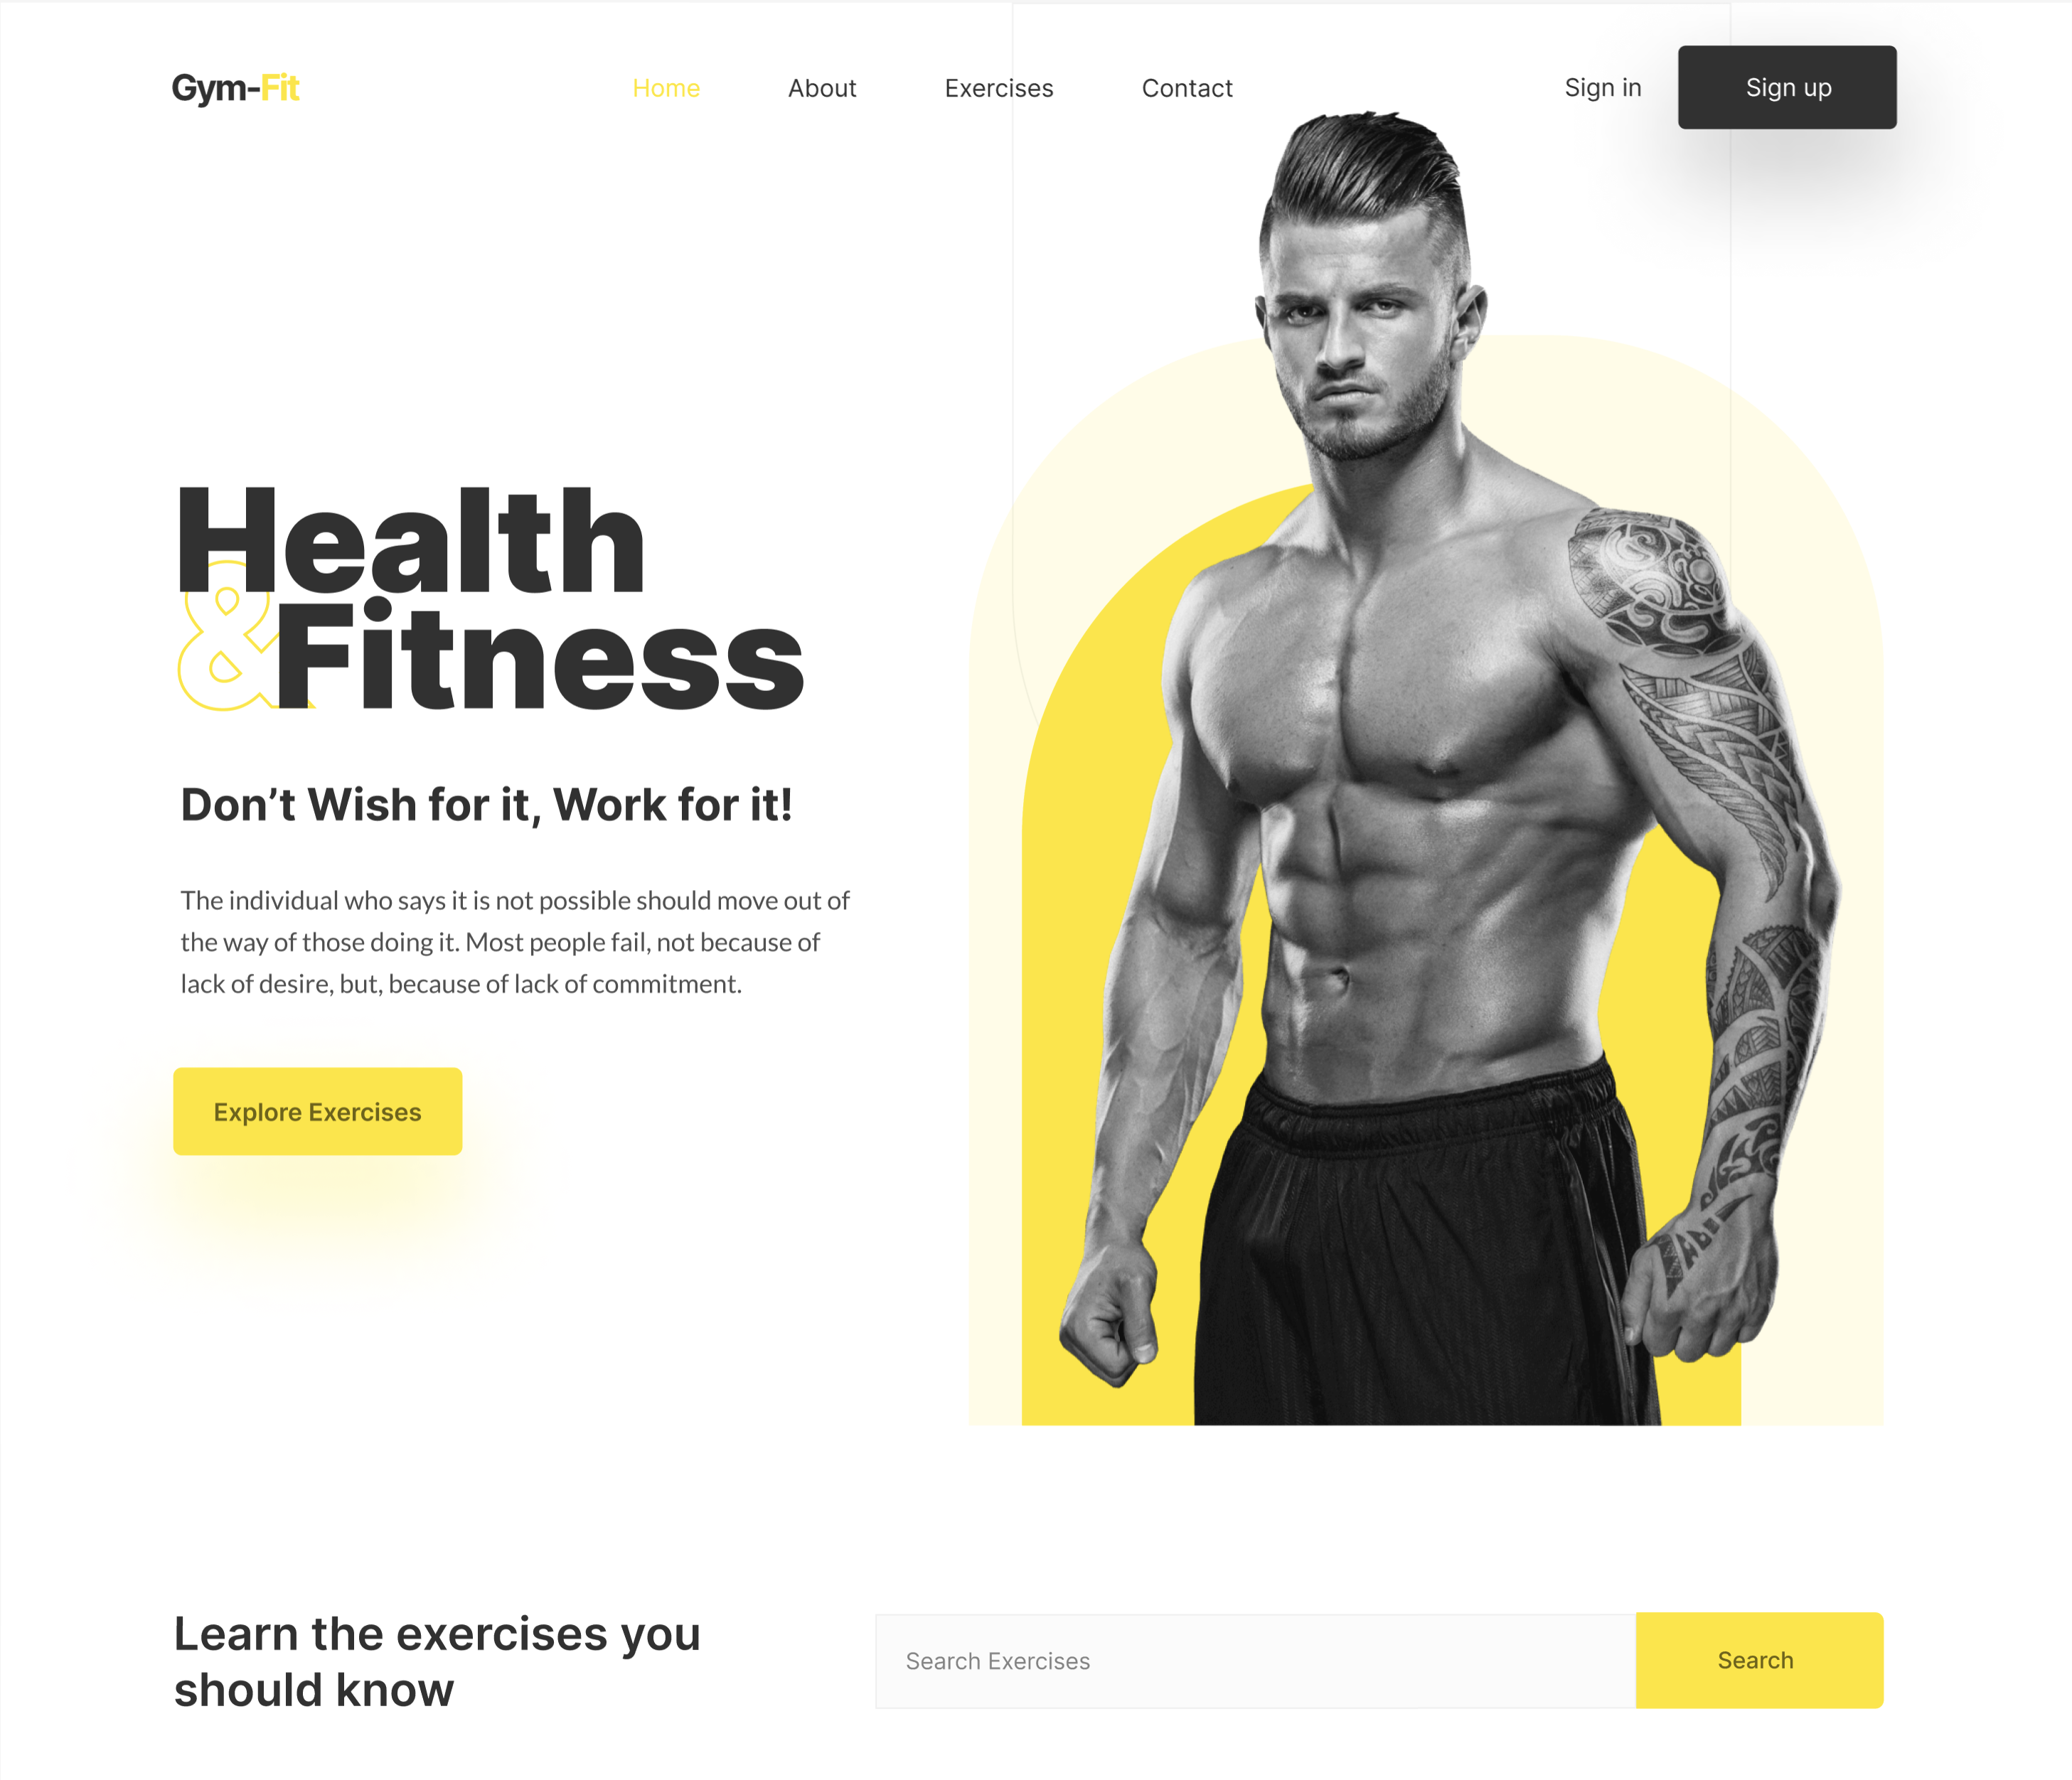 Gym-Fit
Home
About
Exercises
Contact
Sign in
Sign up
Health
&Fitness
Don’t Wish for it, Work for it!
The individual who says it is not possible should move out of
the way of those doing it. Most people fail, not because of
lack of desire, but, because of lack of commitment.
Explore Exercises
Learn the exercises you
should know
Search Exercises
Search